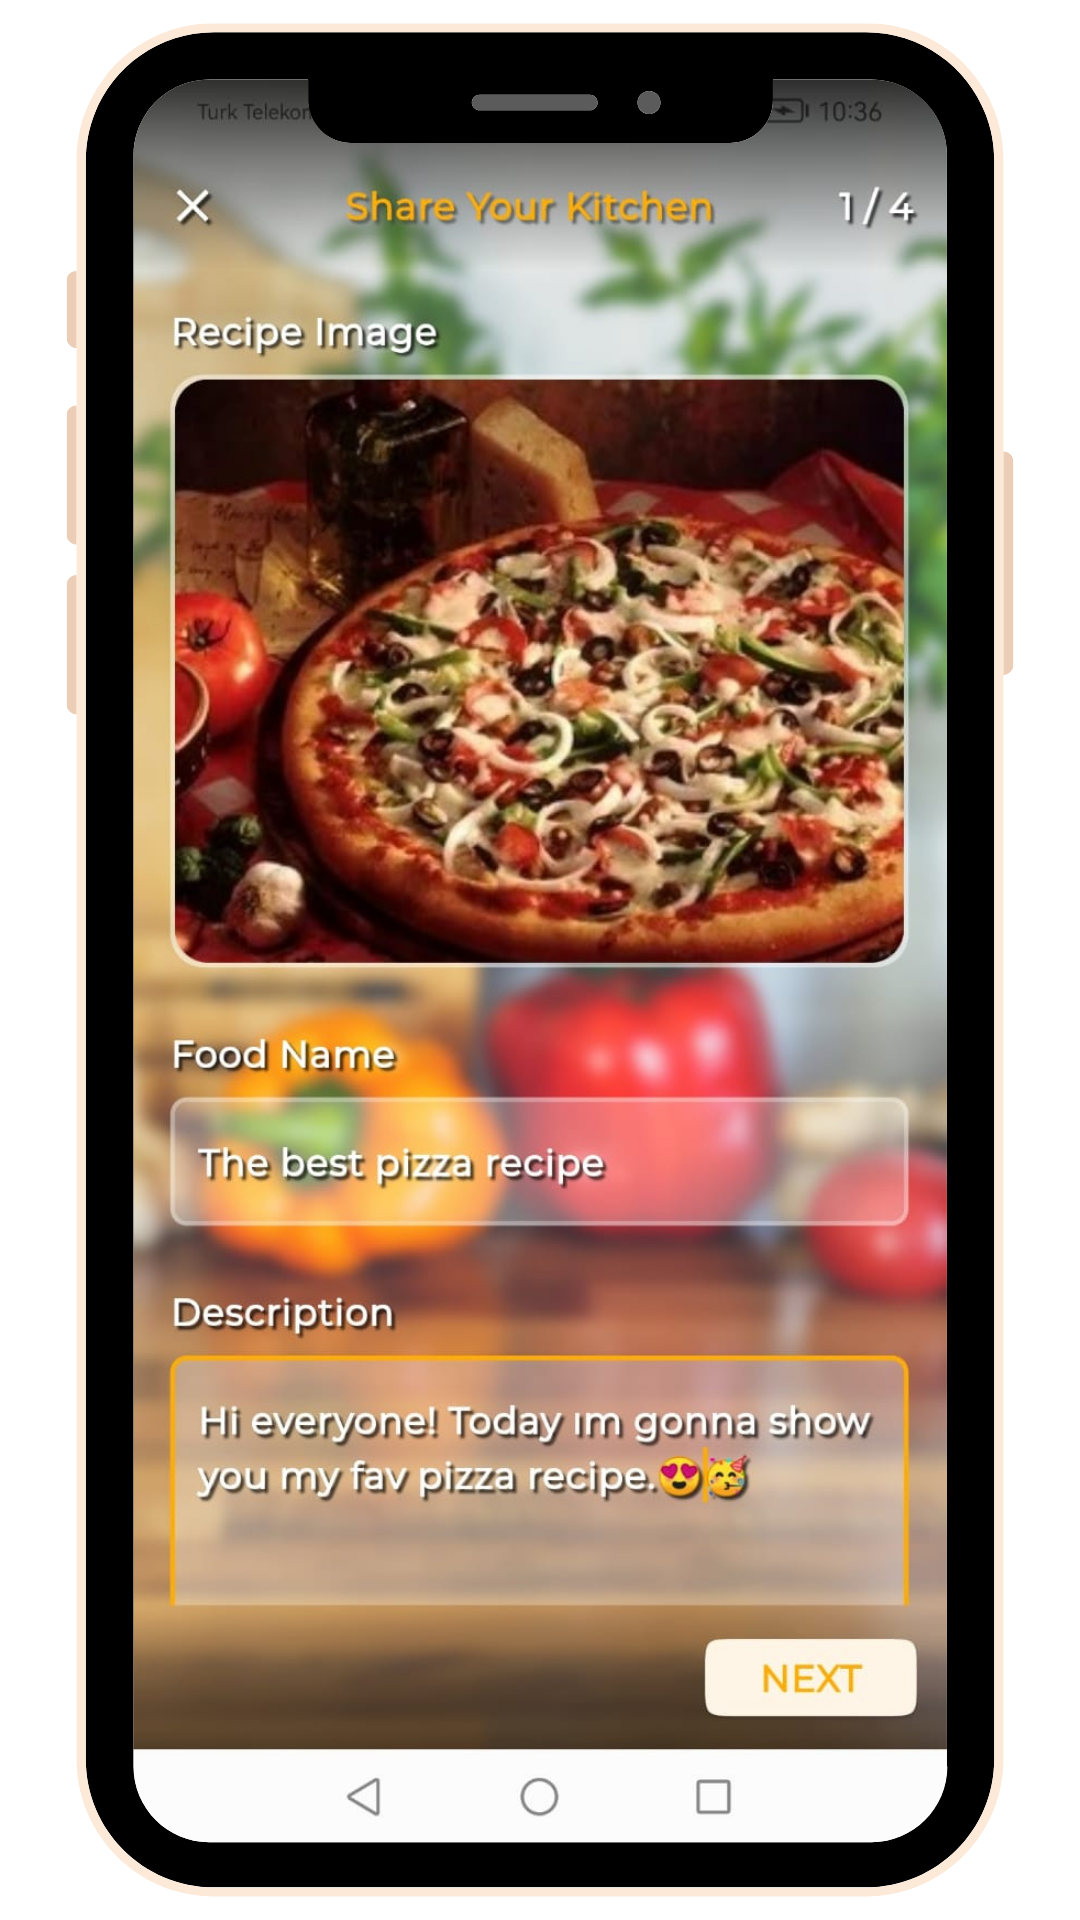 Turk Teleko
10:36
Share Your Kitchen
1 / 4
Recipe Image
Food Name
The best pizza recipe
Description
Hi everyone! Today ım gonna show
you my fav pizza recipe.😍🥳
NEXT